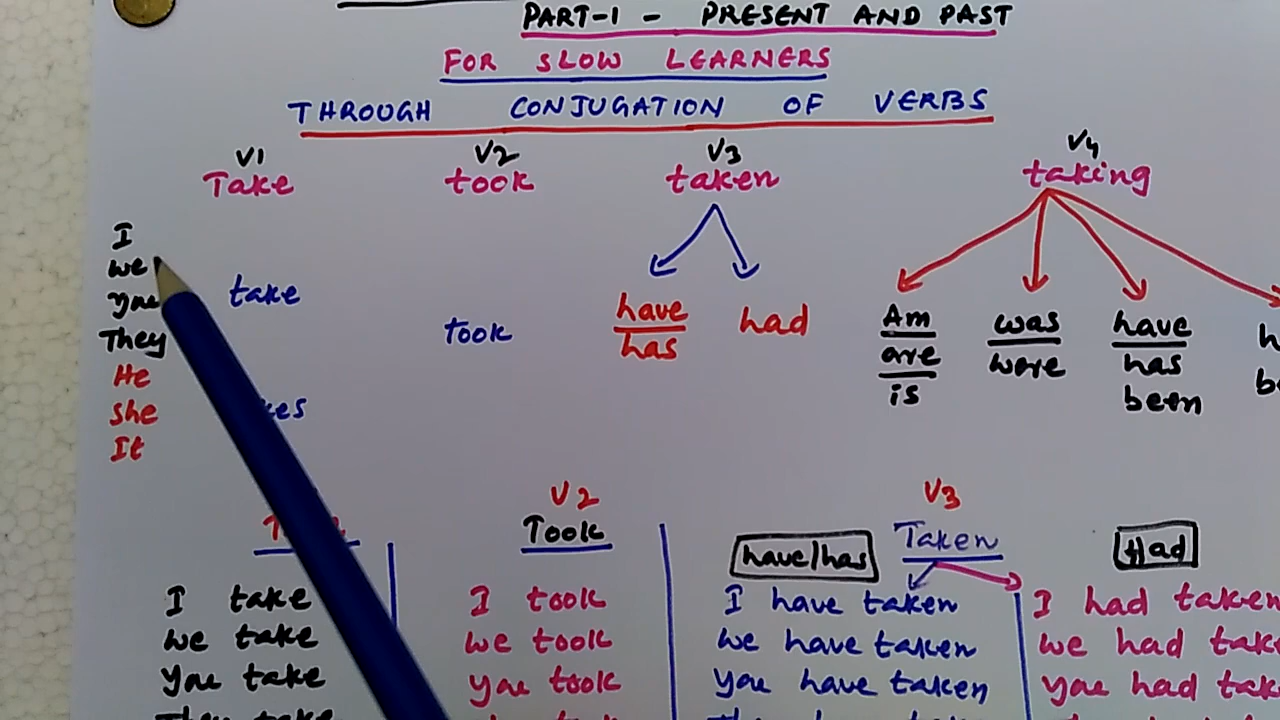 PART-1 - PRESENT AND PAST
FOR SLOW LEARNERS
THROUGH CONJUGATION OF VERBS
V1 V2 V3 V4
Take took taken taking
I
we
you take
They took have had Am was have
has are were has
is been
He
She
It
V2 V3
Took have/has Taken Had
I take I took I have taken I had taken
we take we took we have taken we had
you take you took you have taken you had